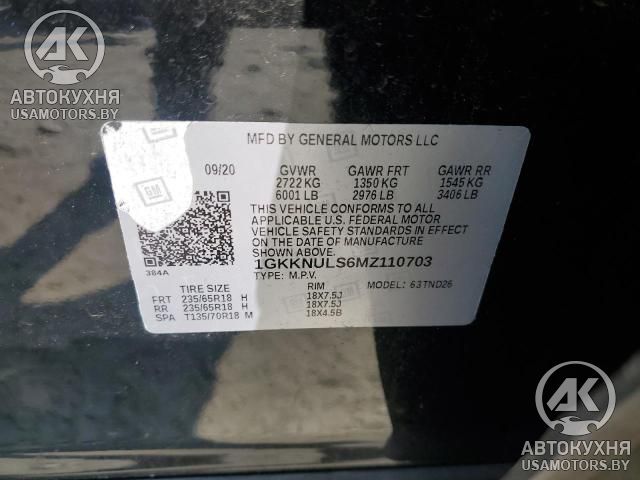 АК
АВТОКУХНЯ
USAMOTORS.BY
MFD BY GENERAL MOTORS LLC
GM
09/20 GVWR GAWR FRT GAWR RR
2722 KG 1350 KG 1545 KG
6001 LB 2976 LB 3406 LB
THIS VEHICLE CONFORMS TO ALL
APPLICABLE U.S. FEDERAL MOTOR
VEHICLE SAFETY STANDARDS IN EFFECT
ON THE DATE OF MANUFACTURE
SHOWN ABOVE.
1GKKNULS6MZ110703
384A
TYPE: M.P.V. MODEL: 63TND26
TIRE SIZE RIM
FRT 235/65R18 H 18X7.5J
RR 235/65R18 H 18X7.5J
SPA T135/70R18 M 18X4.5B
АК
АВТОКУХНЯ
USAMOTORS.BY